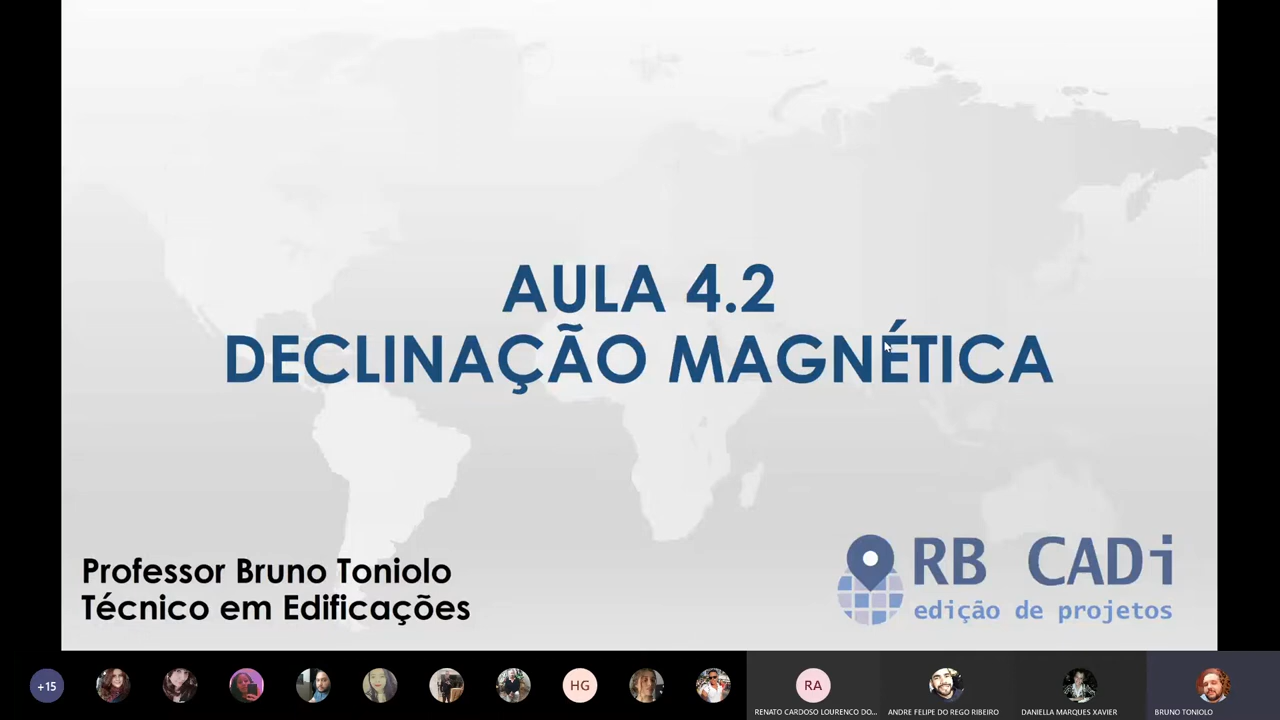 AULA 4.2
DECLINAÇÃO MAGNÉTICA
Professor Bruno Toniolo
Técnico em Edificações
RB CADi
edição de projetos
+15
HG
RA
RENATO CARDOSO LOURENCO DO...
ANDRE FELIPE DO REGO RIBEIRO
DANIELLA MARQUES XAVIER
BRUNO TONIOLO